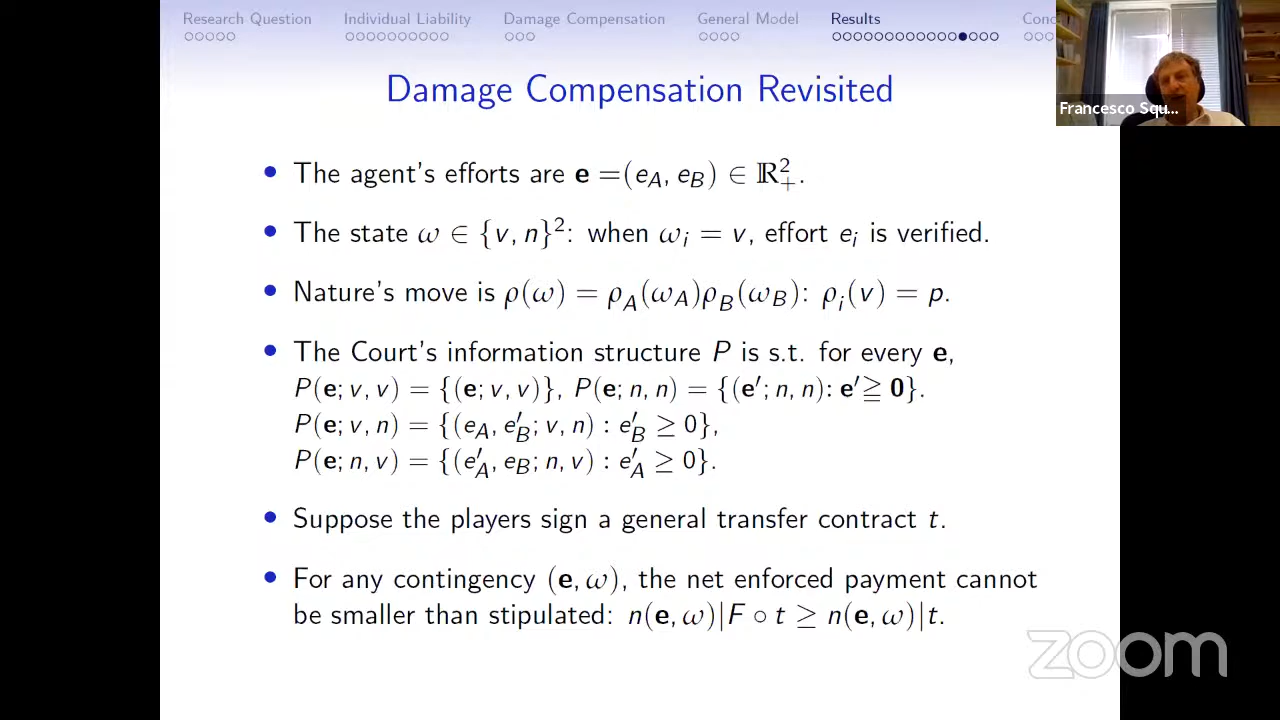 Research Question Individual Liability Damage Compensation General Model Results
Francesco Squ...
Damage Compensation Revisited
• The agent's efforts are e =(e_A, e_B) ∈ ℝ²₊.
• The state ω ∈ {v, n}²: when ω_i = v, effort e_i is verified.
• Nature's move is ρ(ω) = ρ_A(ω_A)ρ_B(ω_B): ρ_i(v) = p.
• The Court's information structure P is s.t. for every e,
P(e; v, v) = {(e; v, v)}, P(e; n, n) = {(e′; n, n): e′≧ 0}.
P(e; v, n) = {(e_A, e′_B; v, n) : e′_B ≥ 0},
P(e; n, v) = {(e′_A, e_B; n, v) : e′_A ≥ 0}.
• Suppose the players sign a general transfer contract t.
• For any contingency (e, ω), the net enforced payment cannot
be smaller than stipulated: n(e, ω)|F ∘ t ≥ n(e, ω)|t.
zoom